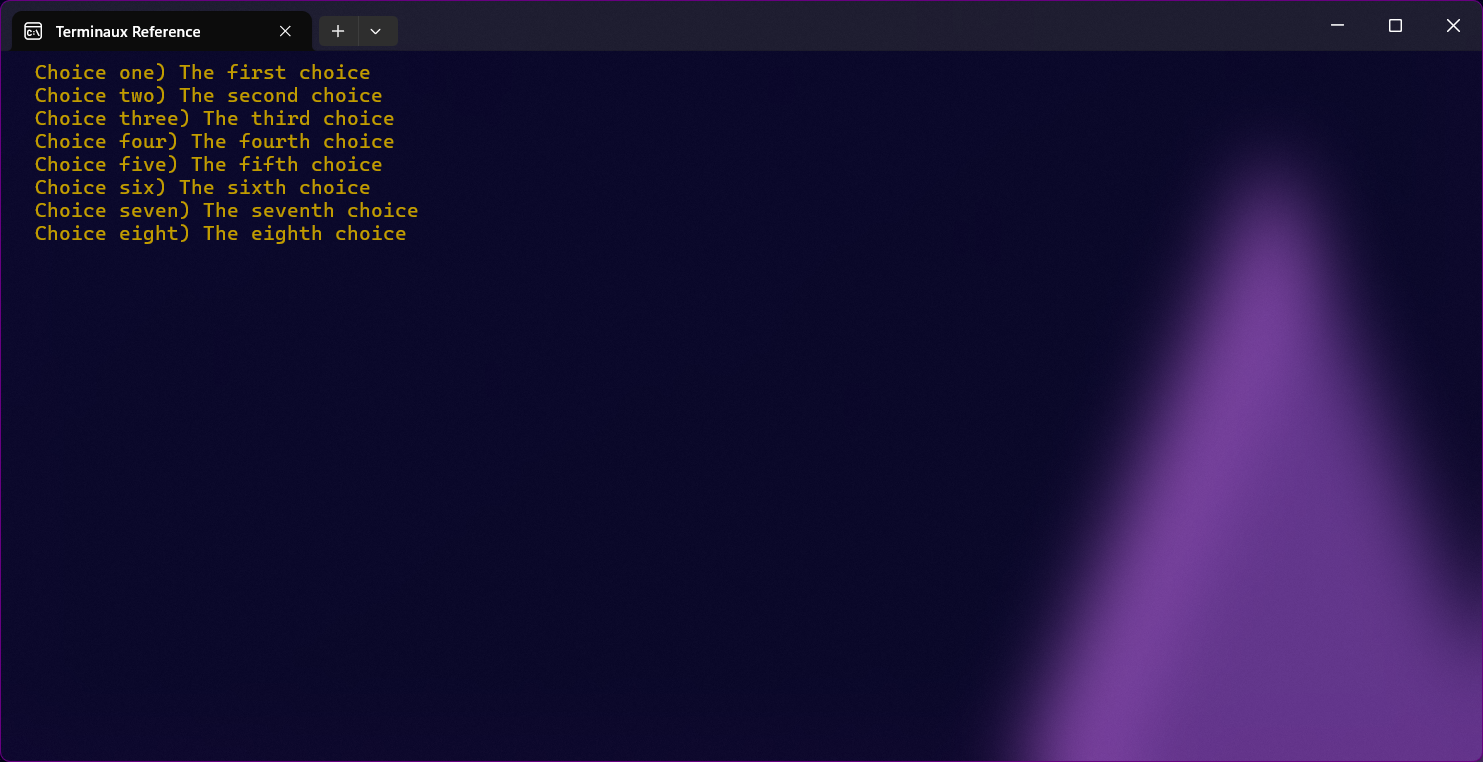 Terminaux Reference
Choice one) The first choice
Choice two) The second choice
Choice three) The third choice
Choice four) The fourth choice
Choice five) The fifth choice
Choice six) The sixth choice
Choice seven) The seventh choice
Choice eight) The eighth choice